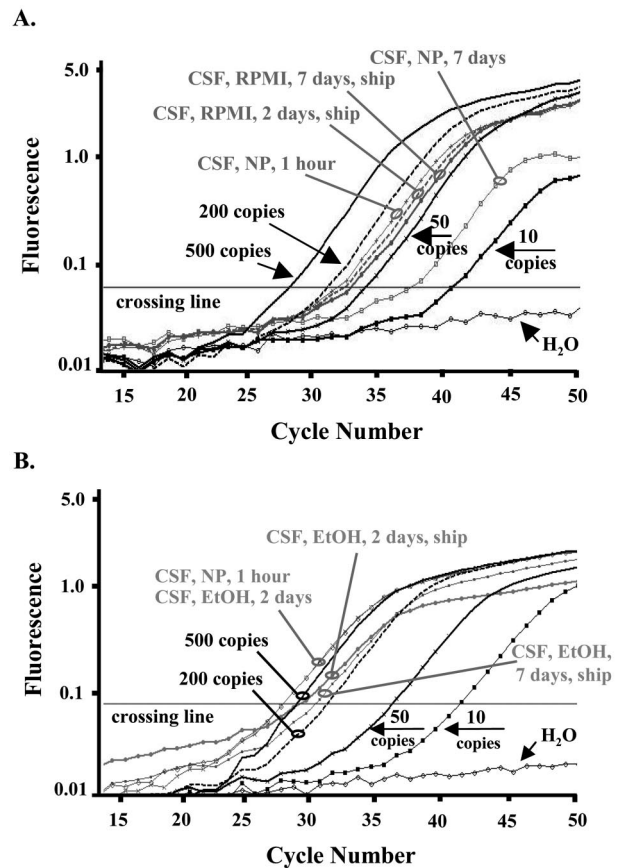 A.
5.0
1.0
0.1
0.01
Fluorescence
CSF, NP, 7 days
CSF, RPMI, 7 days, ship
CSF, RPMI, 2 days, ship
CSF, NP, 1 hour
200 copies
500 copies
50
copies
10
copies
crossing line
H₂O
15 20 25 30 35 40 45 50
Cycle Number
B.
5.0
1.0
0.1
0.01
Fluorescence
CSF, EtOH, 2 days, ship
CSF, NP, 1 hour
CSF, EtOH, 2 days
500 copies
200 copies
CSF, EtOH,
7 days, ship
crossing line
50
copies
10
copies
H₂O
15 20 25 30 35 40 45 50
Cycle Number